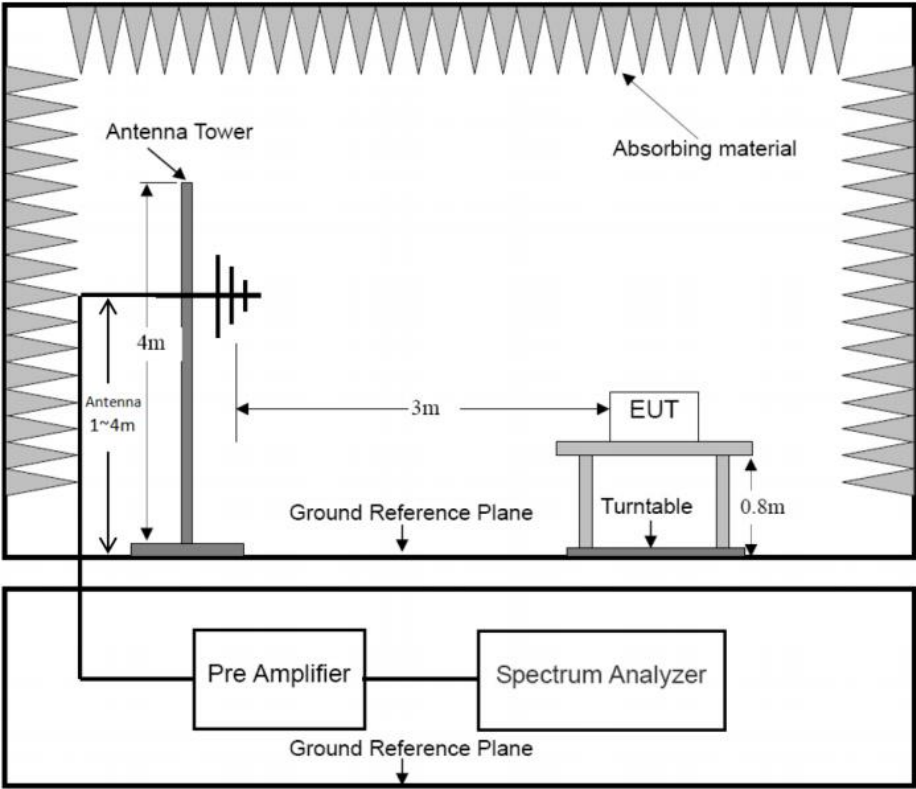 Antenna Tower
Absorbing material
4m
Antenna
1~4m
3m
EUT
0.8m
Ground Reference Plane
Turntable
Pre Amplifier
Spectrum Analyzer
Ground Reference Plane